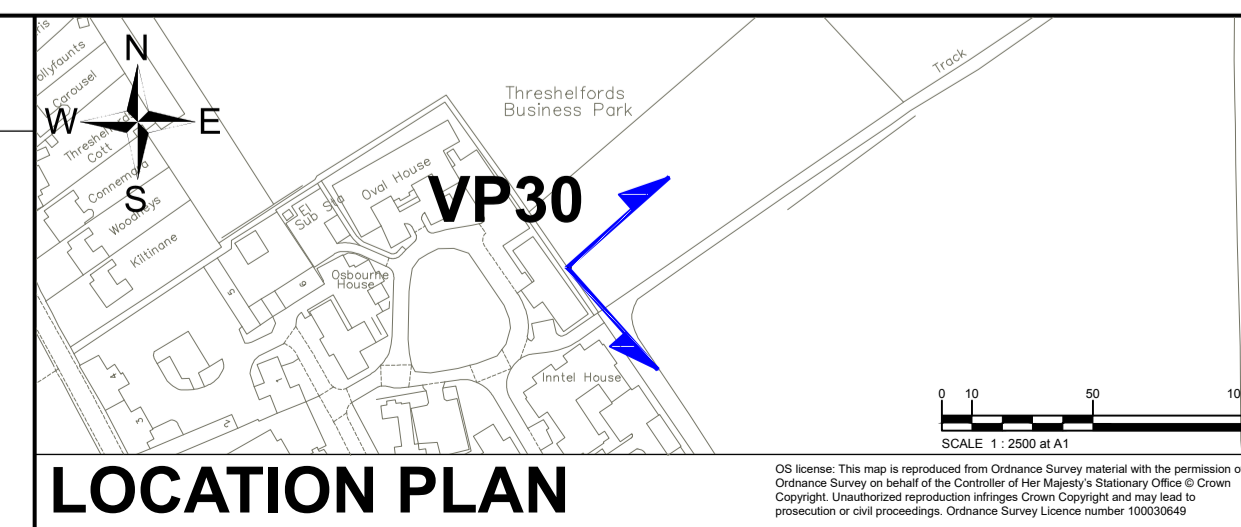 N
W E
S
Carousel
Cott
Woodneys
Kiltinane
Threshelfords
Business Park
Track
Oval House
Sub Sta
VP30
Osbourne
House
5
6
4
3
2
1
Inntel House
0 10 50
SCALE 1 : 2500 at A1
LOCATION PLAN
OS license: This map is reproduced from Ordnance Survey material with the permission
Ordnance Survey on behalf of the Controller of Her Majesty's Stationary Office © Crown
Copyright. Unauthorized reproduction infringes Crown Copyright and may lead to
prosecution or civil proceedings. Ordnance Survey Licence number 100030649